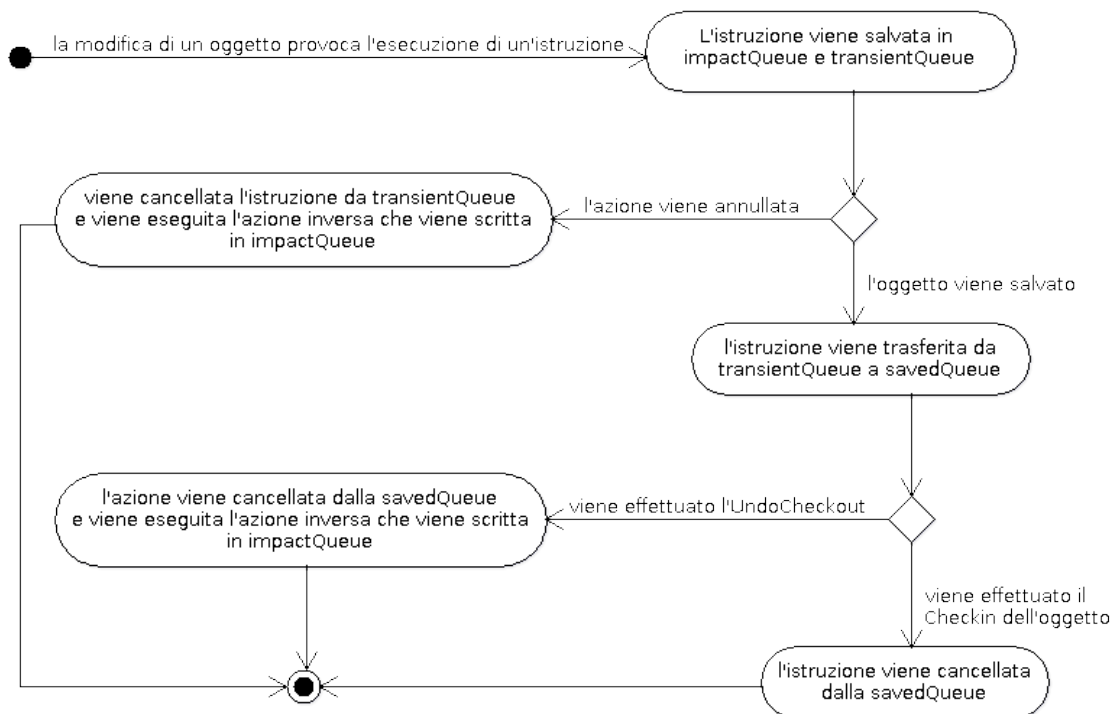 la modifica di un oggetto provoca l'esecuzione di un'istruzione
L'istruzione viene salvata in
impactQueue e transientQueue
viene cancellata l'istruzione da transientQueue
e viene eseguita l'azione inversa che viene scritta
in impactQueue
l'azione viene annullata
l'oggetto viene salvato
l'istruzione viene trasferita da
transientQueue a savedQueue
l'azione viene cancellata dalla savedQueue
e viene eseguita l'azione inversa che viene scritta
in impactQueue
viene effettuato l'UndoCheckout
viene effettuato il
Checkin dell'oggetto
l'istruzione viene cancellata
dalla savedQueue